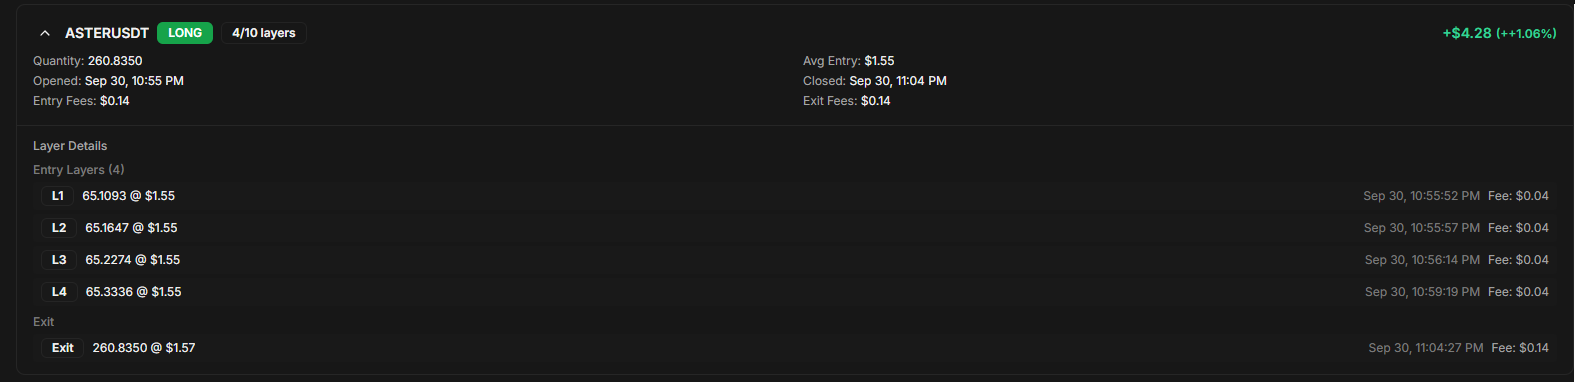 ASTERUSDT LONG 4/10 layers +$4.28 (++1.06%)
Quantity: 260.8350 Avg Entry: $1.55
Opened: Sep 30, 10:55 PM Closed: Sep 30, 11:04 PM
Entry Fees: $0.14 Exit Fees: $0.14
Layer Details
Entry Layers (4)
L1 65.1093 @ $1.55 Sep 30, 10:55:52 PM Fee: $0.04
L2 65.1647 @ $1.55 Sep 30, 10:55:57 PM Fee: $0.04
L3 65.2274 @ $1.55 Sep 30, 10:56:14 PM Fee: $0.04
L4 65.3336 @ $1.55 Sep 30, 10:59:19 PM Fee: $0.04
Exit
Exit 260.8350 @ $1.57 Sep 30, 11:04:27 PM Fee: $0.14